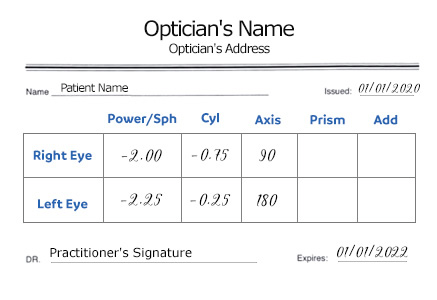 Optician's Name
Optician's Address
Name Patient Name Issued: 01/01/2020
Power/Sph Cyl Axis Prism Add
Right Eye -2.00 -0.75 90
Left Eye -2.25 -0.25 180
DR. Practitioner's Signature Expires: 01/01/2022